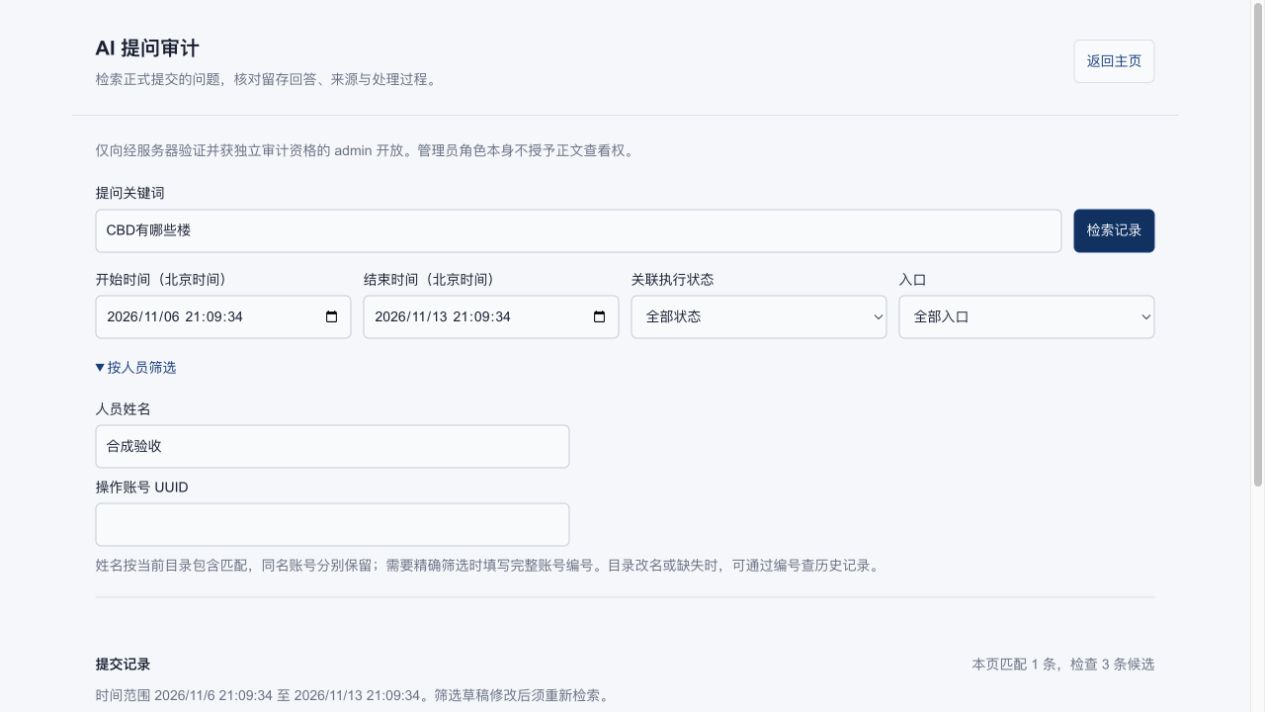 AI 提问审计
检索正式提交的问题，核对留存回答、来源与处理过程。
返回主页
仅向经服务器验证并获独立审计资格的 admin 开放。管理员角色本身不授予正文查看权。
提问关键词
CBD有哪些楼
检索记录
开始时间（北京时间）
结束时间（北京时间）
关联执行状态
入口
2026/11/06 21:09:34
2026/11/13 21:09:34
全部状态
全部入口
▼按人员筛选
人员姓名
合成验收
操作账号 UUID
姓名按当前目录包含匹配，同名账号分别保留；需要精确筛选时填写完整账号编号。目录改名或缺失时，可通过编号查历史记录。
提交记录
本页匹配 1 条，检查 3 条候选
时间范围 2026/11/6 21:09:34 至 2026/11/13 21:09:34。筛选草稿修改后须重新检索。